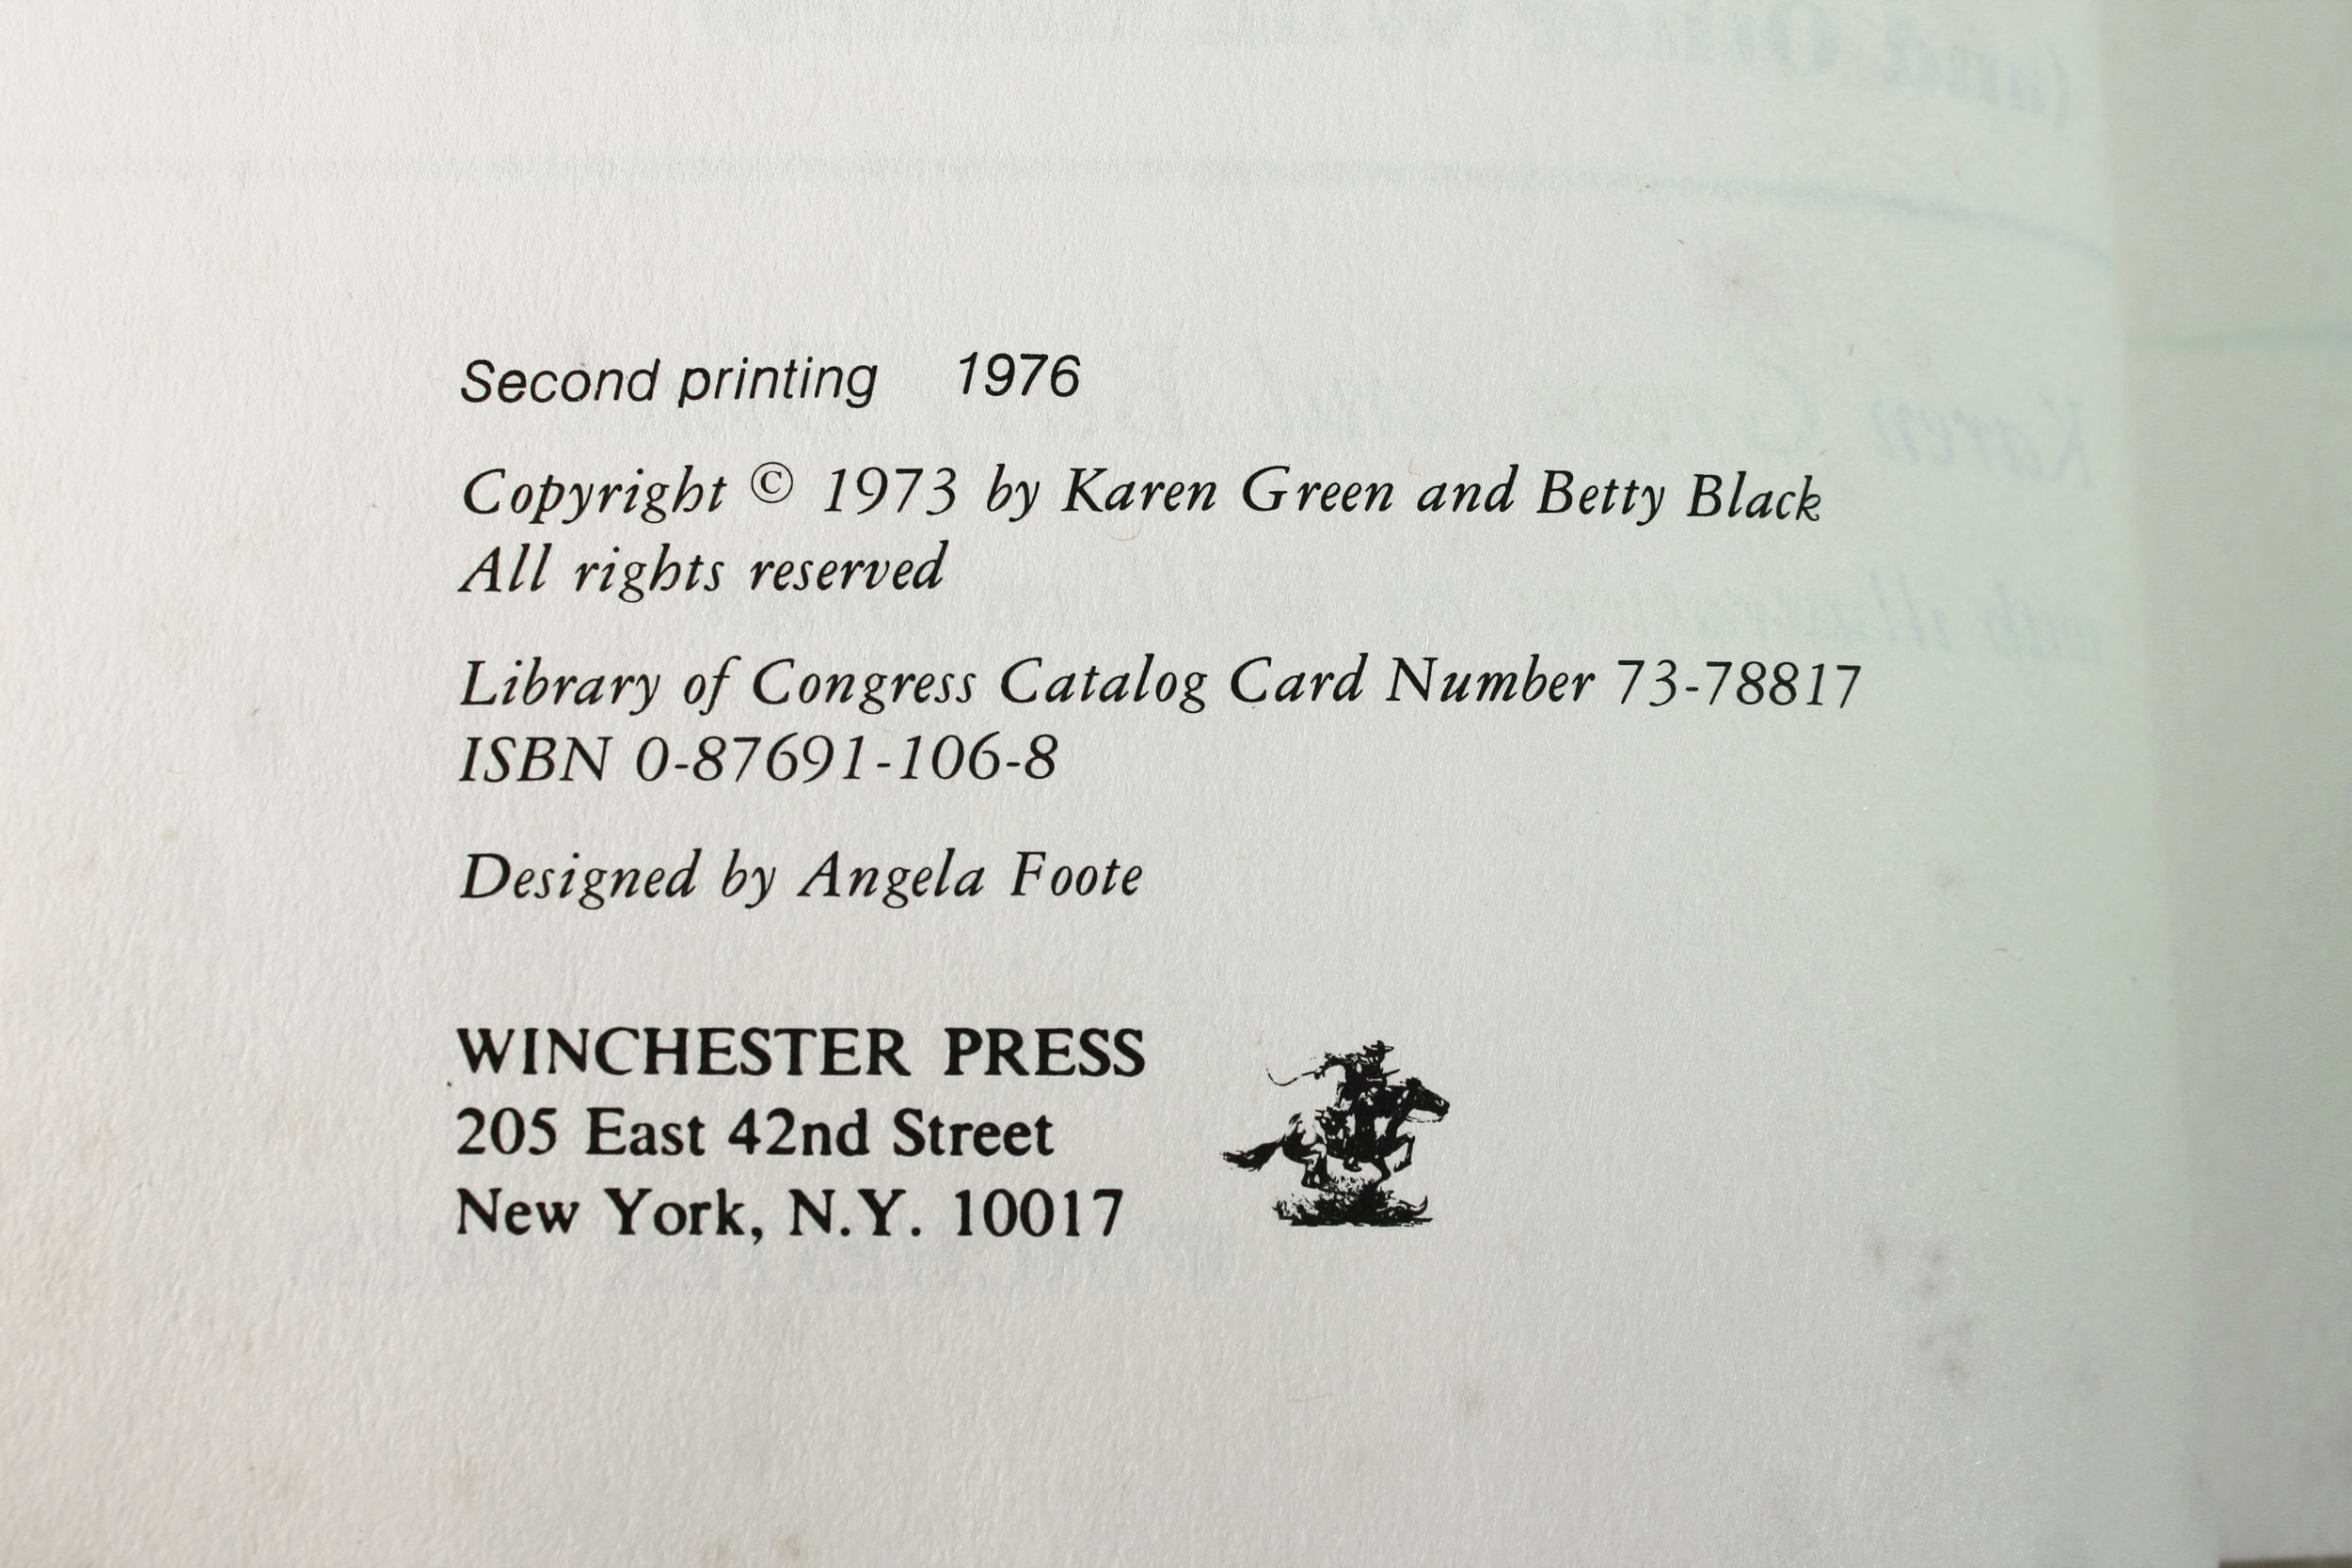 Second printing 1976
Copyright © 1973 by Karen Green and Betty Black
All rights reserved
Library of Congress Catalog Card Number 73-78817
ISBN 0-87691-106-8
Designed by Angela Foote
WINCHESTER PRESS
205 East 42nd Street
New York, N.Y. 10017